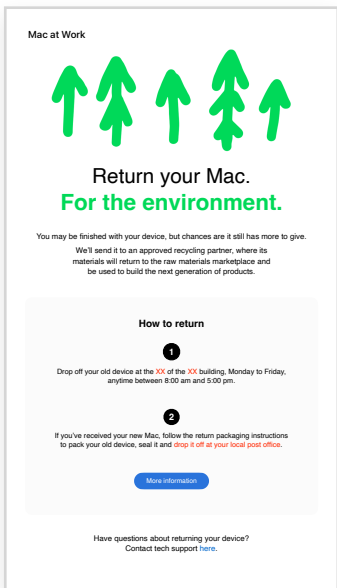 Mac at Work
Return your Mac.
For the environment.
You may be finished with your device, but chances are it still has more to give.
We'll send it to an approved recycling partner, where its
materials will return to the raw materials marketplace and
be used to build the next generation of products.
How to return
1
Drop off your old device at the XX of the XX building, Monday to Friday,
anytime between 8:00 am and 5:00 pm.
2
If you've received your new Mac, follow the return packaging instructions
to pack your old device, seal it and drop it off at your local post office.
More information
Have questions about returning your device?
Contact tech support here.